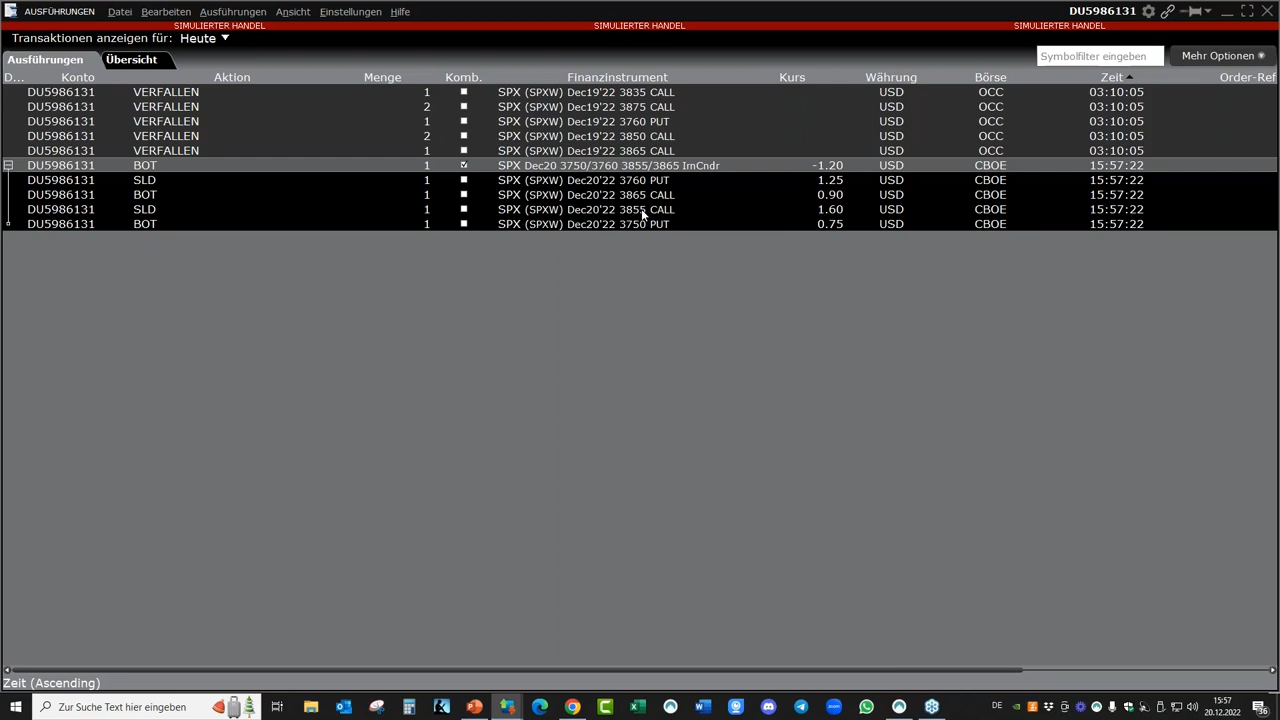 AUSFÜHRUNGEN Datei Bearbeiten Ausführungen Ansicht Einstellungen Hilfe DU5986131
SIMULIERTER HANDEL SIMULIERTER HANDEL SIMULIERTER HANDEL
Transaktionen anzeigen für: Heute
Ausführungen Übersicht Symbolfilter eingeben Mehr Optionen
D... Konto Aktion Menge Komb. Finanzinstrument Kurs Währung Börse Zeit Order-Ref
DU5986131 VERFALLEN 1 SPX (SPXW) Dec19'22 3835 CALL USD OCC 03:10:05
DU5986131 VERFALLEN 2 SPX (SPXW) Dec19'22 3875 CALL USD OCC 03:10:05
DU5986131 VERFALLEN 1 SPX (SPXW) Dec19'22 3760 PUT USD OCC 03:10:05
DU5986131 VERFALLEN 2 SPX (SPXW) Dec19'22 3850 CALL USD OCC 03:10:05
DU5986131 VERFALLEN 1 SPX (SPXW) Dec19'22 3865 CALL USD OCC 03:10:05
DU5986131 BOT 1 SPX Dec20 3750/3760 3855/3865 IrnCndr -1.20 USD CBOE 15:57:22
DU5986131 SLD 1 SPX (SPXW) Dec20'22 3760 PUT 1.25 USD CBOE 15:57:22
DU5986131 BOT 1 SPX (SPXW) Dec20'22 3865 CALL 0.90 USD CBOE 15:57:22
DU5986131 SLD 1 SPX (SPXW) Dec20'22 3855 CALL 1.60 USD CBOE 15:57:22
DU5986131 BOT 1 SPX (SPXW) Dec20'22 3750 PUT 0.75 USD CBOE 15:57:22
Zeit (Ascending)
Zur Suche Text hier eingeben DE 15:57
20.12.2022
36